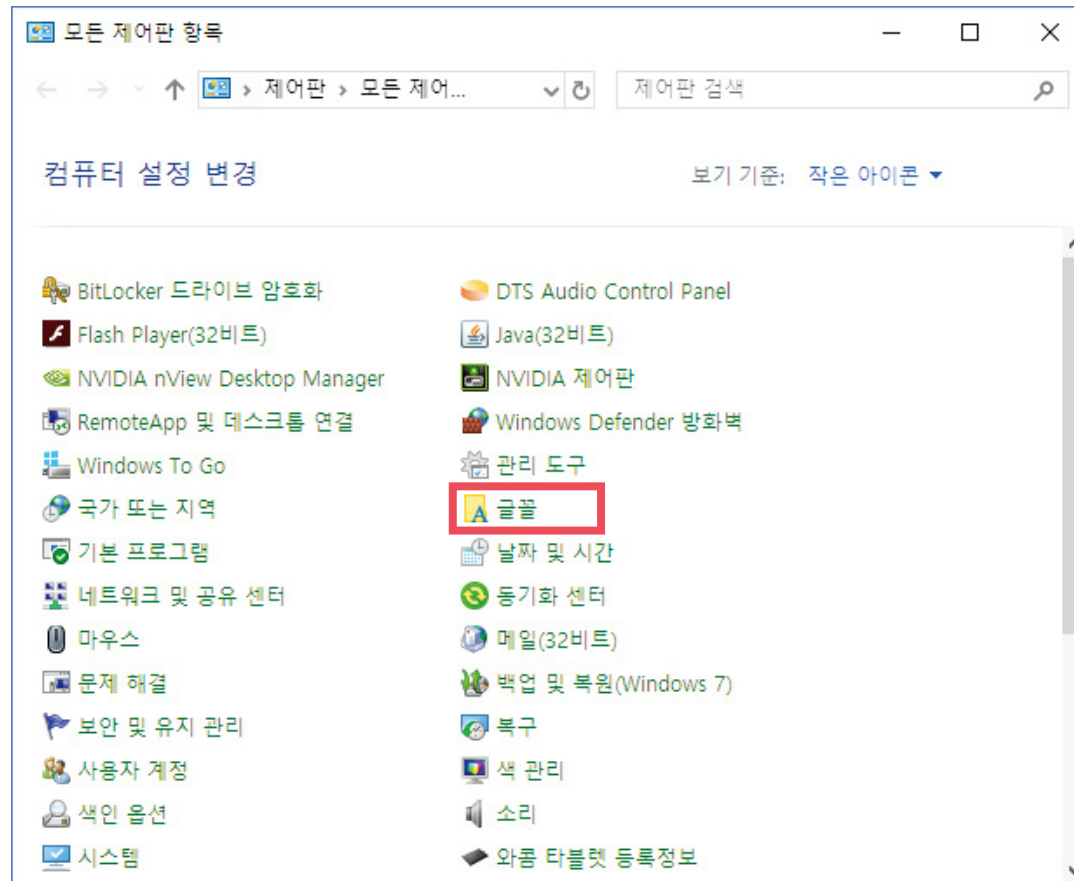 모든 제어판 항목
제어판 › 모든 제어...
제어판 검색
컴퓨터 설정 변경
보기 기준: 작은 아이콘
BitLocker 드라이브 암호화
DTS Audio Control Panel
Flash Player(32비트)
Java(32비트)
NVIDIA nView Desktop Manager
NVIDIA 제어판
RemoteApp 및 데스크톱 연결
Windows Defender 방화벽
Windows To Go
관리 도구
국가 또는 지역
글꼴
기본 프로그램
날짜 및 시간
네트워크 및 공유 센터
동기화 센터
마우스
메일(32비트)
문제 해결
백업 및 복원(Windows 7)
보안 및 유지 관리
복구
사용자 계정
색 관리
색인 옵션
소리
시스템
와콤 타블렛 등록정보